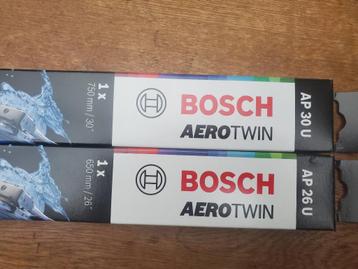 1 x
750 mm / 30"
BOSCH
AEROTWIN
AP 30 U
1 x
650 mm / 26"
BOSCH
AEROTWIN
AP 26 U